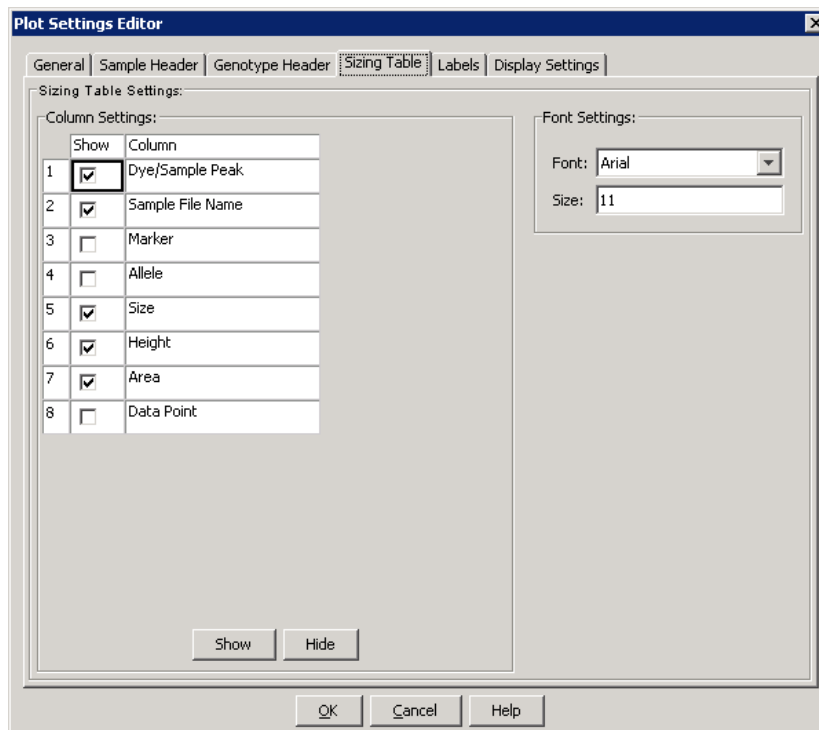 Plot Settings Editor
General Sample Header Genotype Header Sizing Table Labels Display Settings
Sizing Table Settings:
Column Settings:
Show Column
1 Dye/Sample Peak
2 Sample File Name
3 Marker
4 Allele
5 Size
6 Height
7 Area
8 Data Point
Show Hide
Font Settings:
Font: Arial
Size: 11
OK Cancel Help